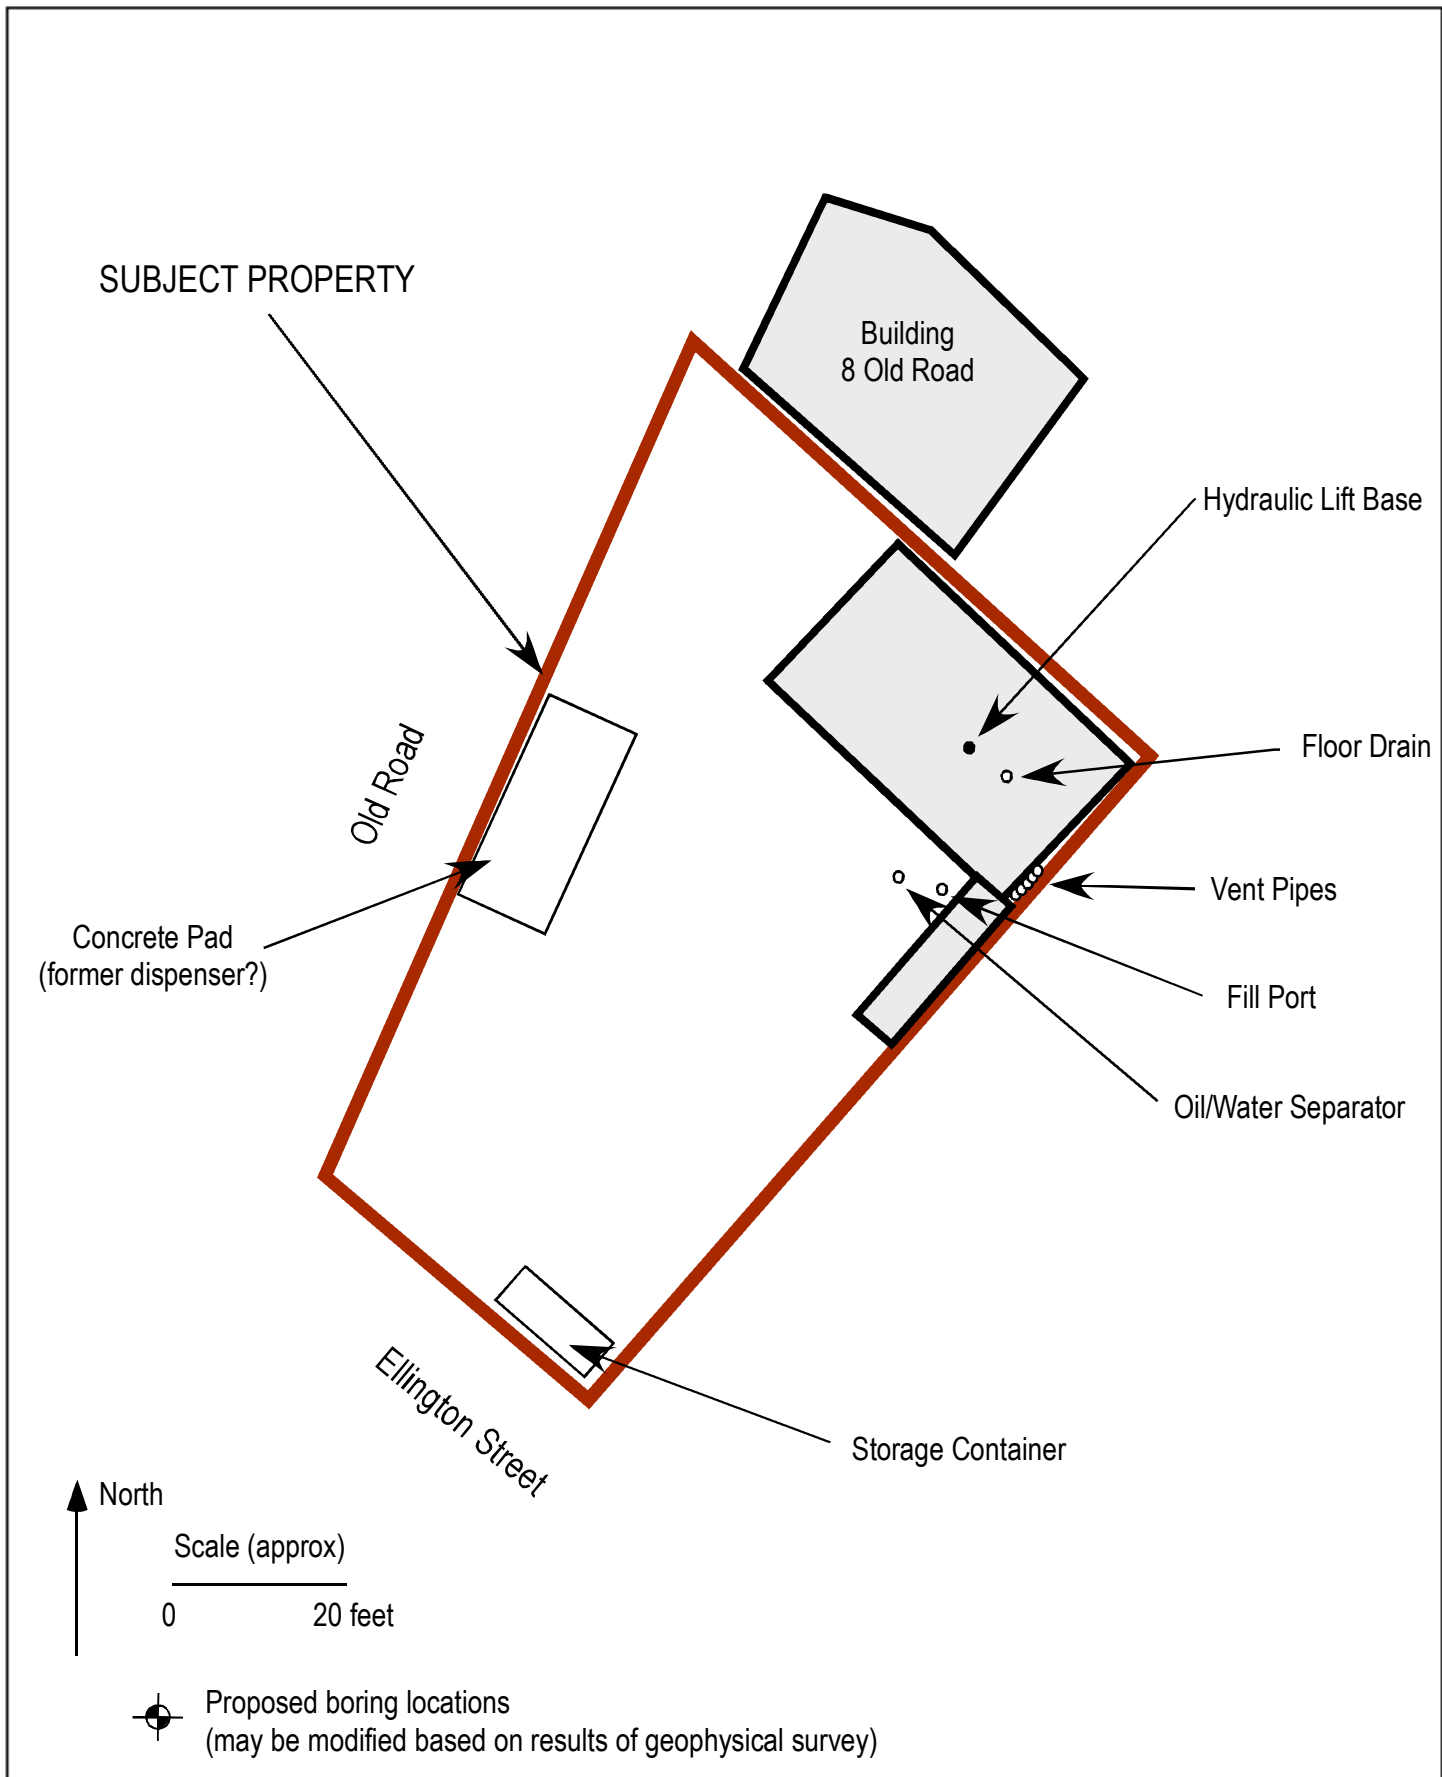 SUBJECT PROPERTY
Building
8 Old Road
Hydraulic Lift Base
Floor Drain
Old Road
Vent Pipes
Concrete Pad
(former dispenser?)
Fill Port
Oil/Water Separator
Ellington Street
Storage Container
North
Scale (approx)
0 20 feet
Proposed boring locations
(may be modified based on results of geophysical survey)